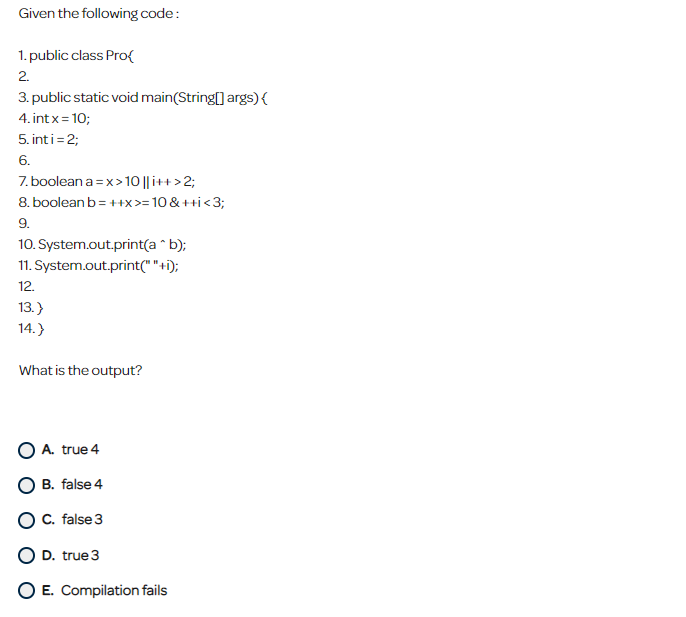 Given the following code :
1. public class Pro{
2.
3. public static void main(String[] args) {
4. int x = 10;
5. int i = 2;
6.
7. boolean a = x > 10 || i++ > 2;
8. boolean b = ++x >= 10 & ++i < 3;
9.
10. System.out.print(a ^ b);
11. System.out.print(" "+i);
12.
13. }
14. }
What is the output?
A. true 4
B. false 4
C. false 3
D. true 3
E. Compilation fails